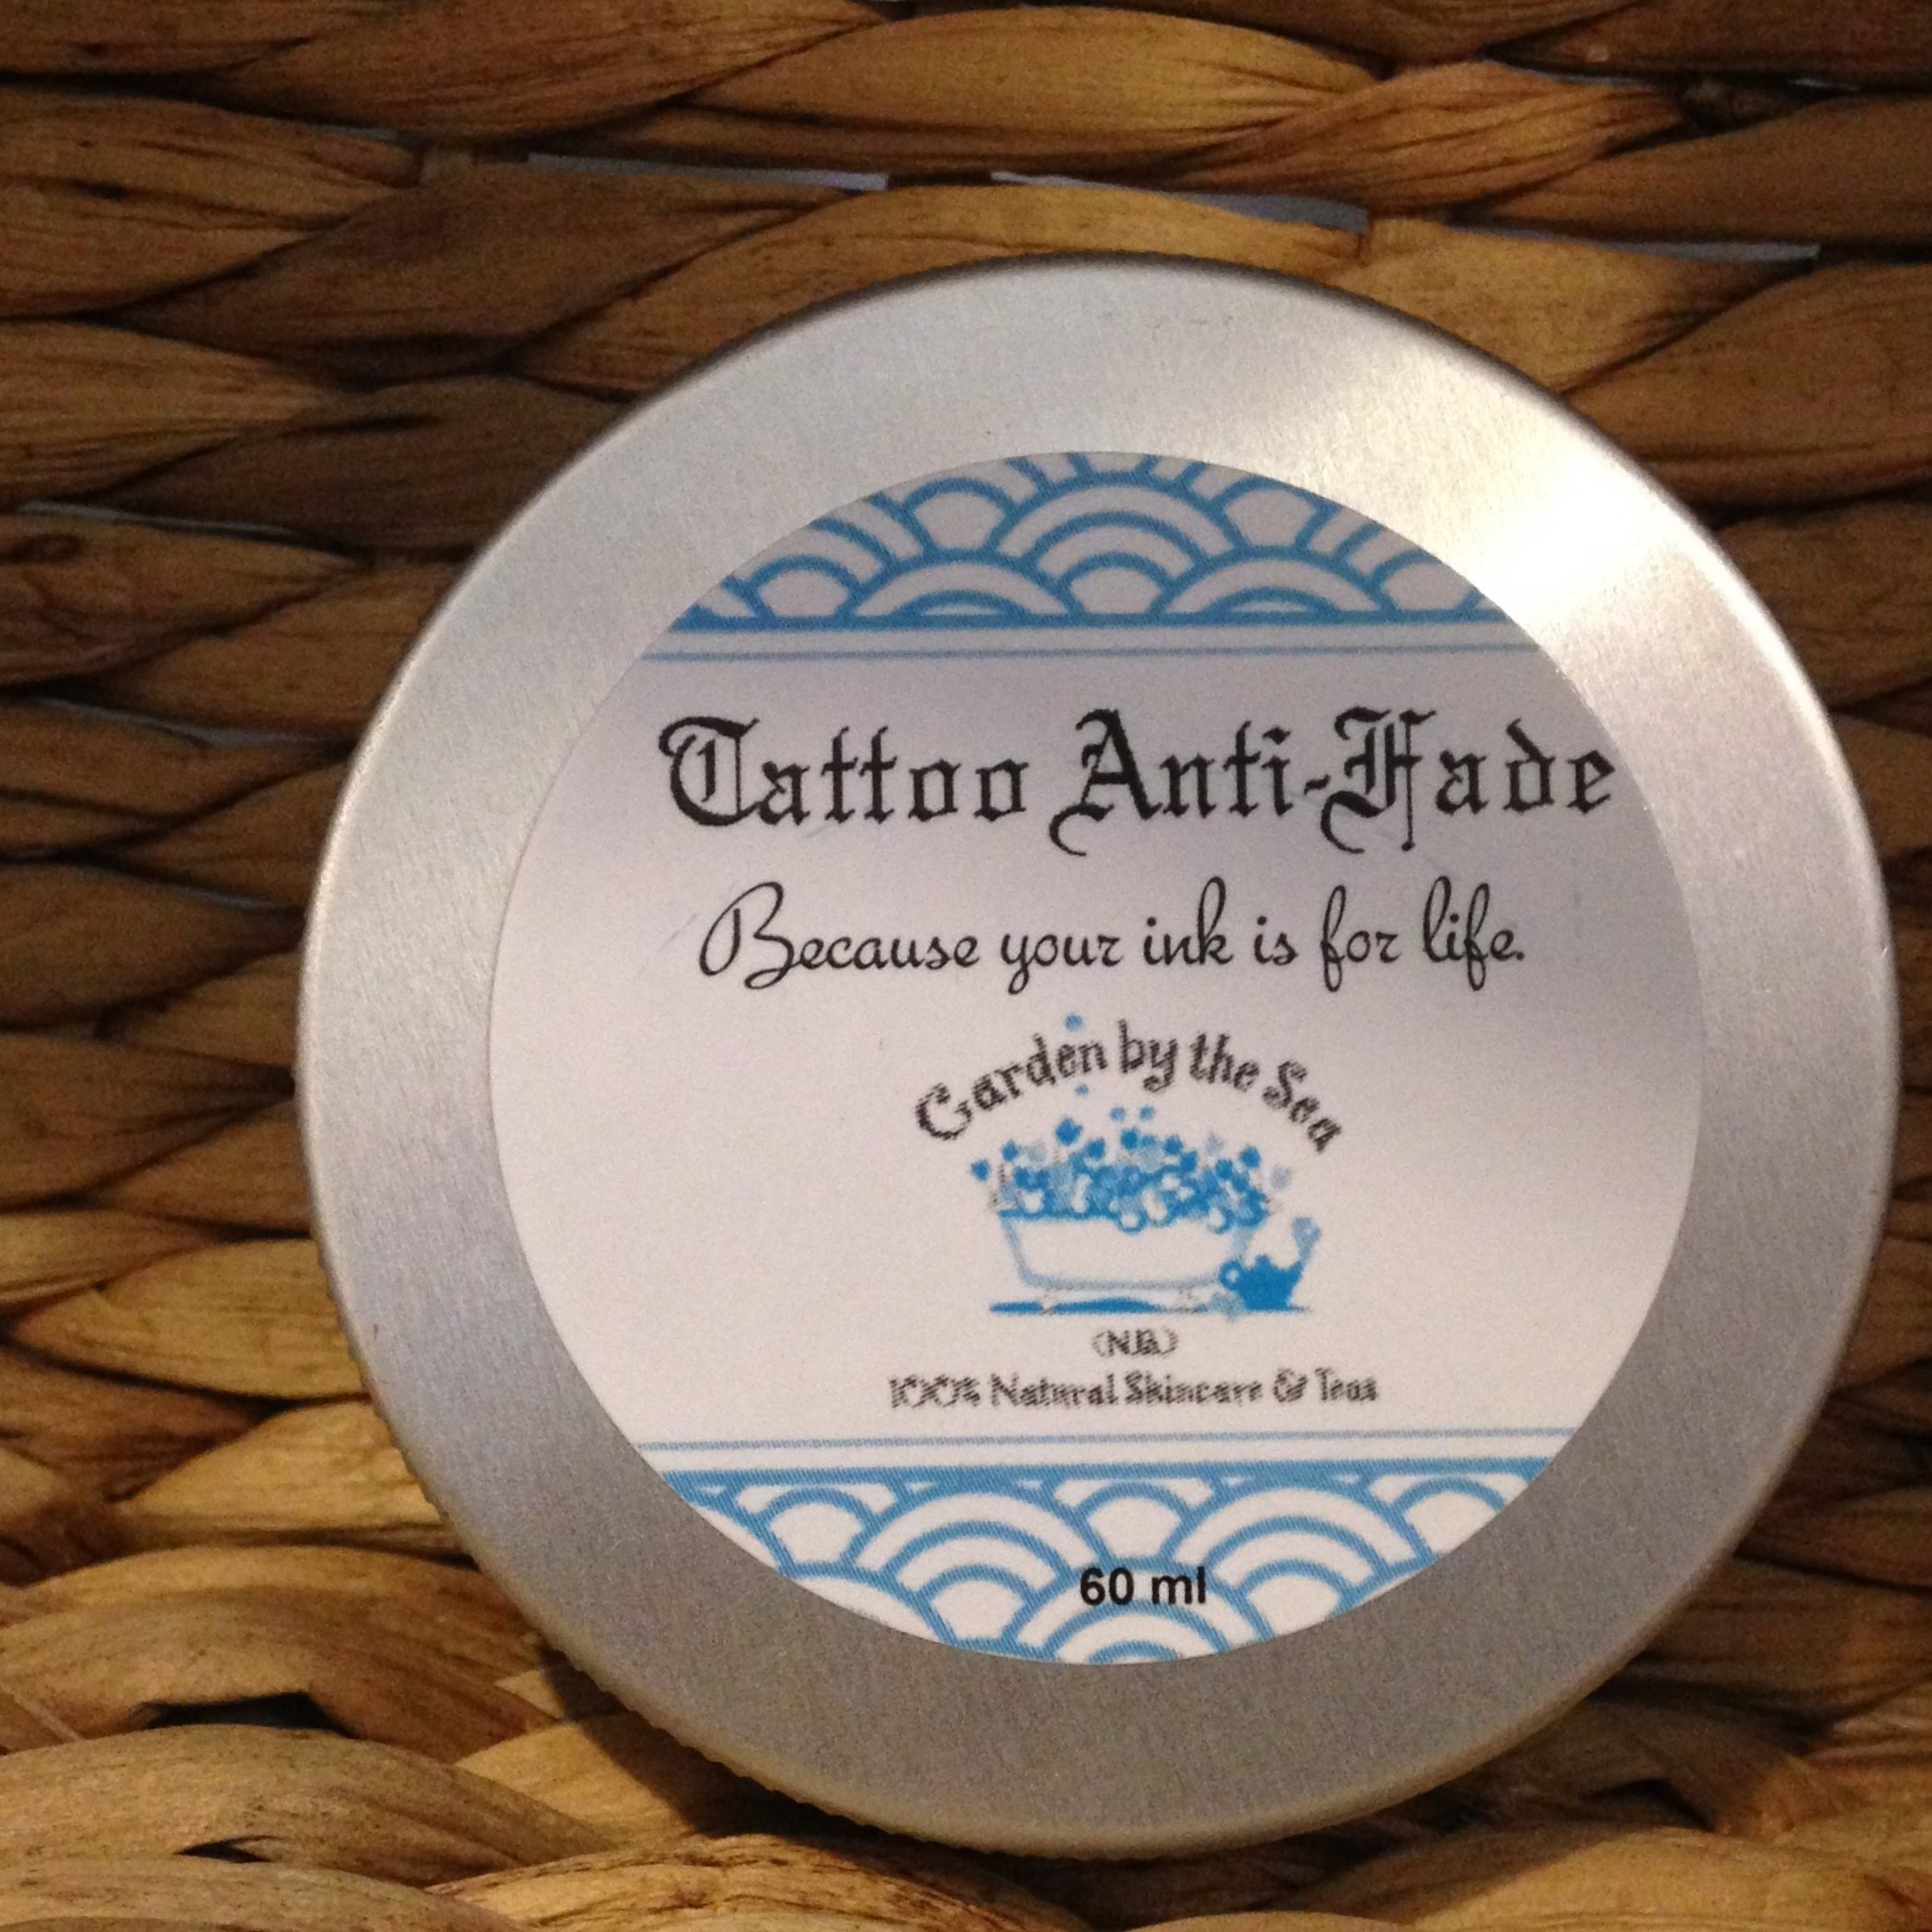 Tattoo Anti-Fade
Because your ink is for life.
Garden by the Sea
(N.B.)
100% Natural Skincare & Teas
60 ml